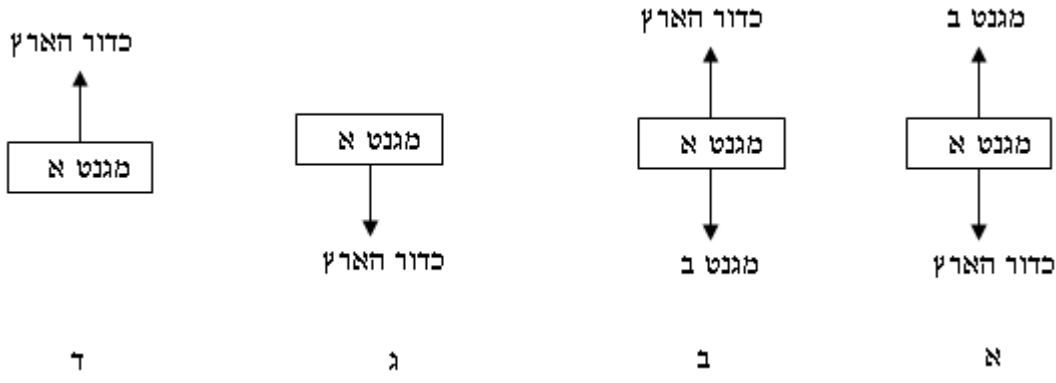 מגנט ב
מגנט א
כדור הארץ
א
כדור הארץ
מגנט א
מגנט ב
ב
מגנט א
כדור הארץ
ג
כדור הארץ
מגנט א
ד